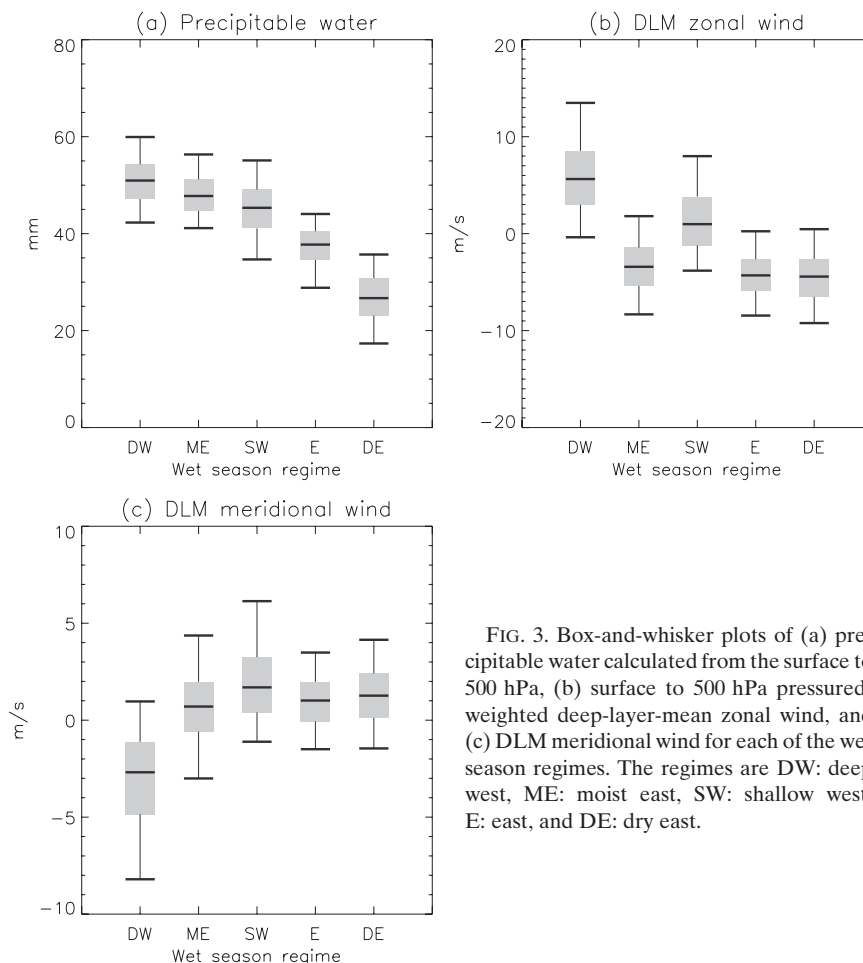 (a) Precipitable water
80
60
40
20
0
mm
DW ME SW E DE
Wet season regime
(b) DLM zonal wind
20
10
0
-10
-20
m/s
DW ME SW E DE
Wet season regime
(c) DLM meridional wind
10
5
0
-5
-10
m/s
DW ME SW E DE
Wet season regime
FIG. 3. Box-and-whisker plots of (a) pre
cipitable water calculated from the surface to
500 hPa, (b) surface to 500 hPa pressured
weighted deep-layer-mean zonal wind, and
(c) DLM meridional wind for each of the we
season regimes. The regimes are DW: deep
west, ME: moist east, SW: shallow west
E: east, and DE: dry east.